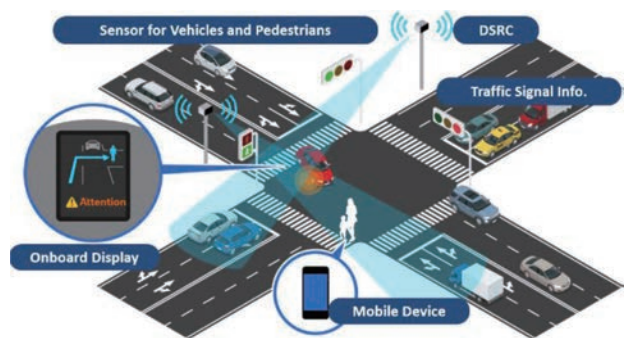 Sensor for Vehicles and Pedestrians
DSRC
Traffic Signal Info.
Attention
Onboard Display
Mobile Device